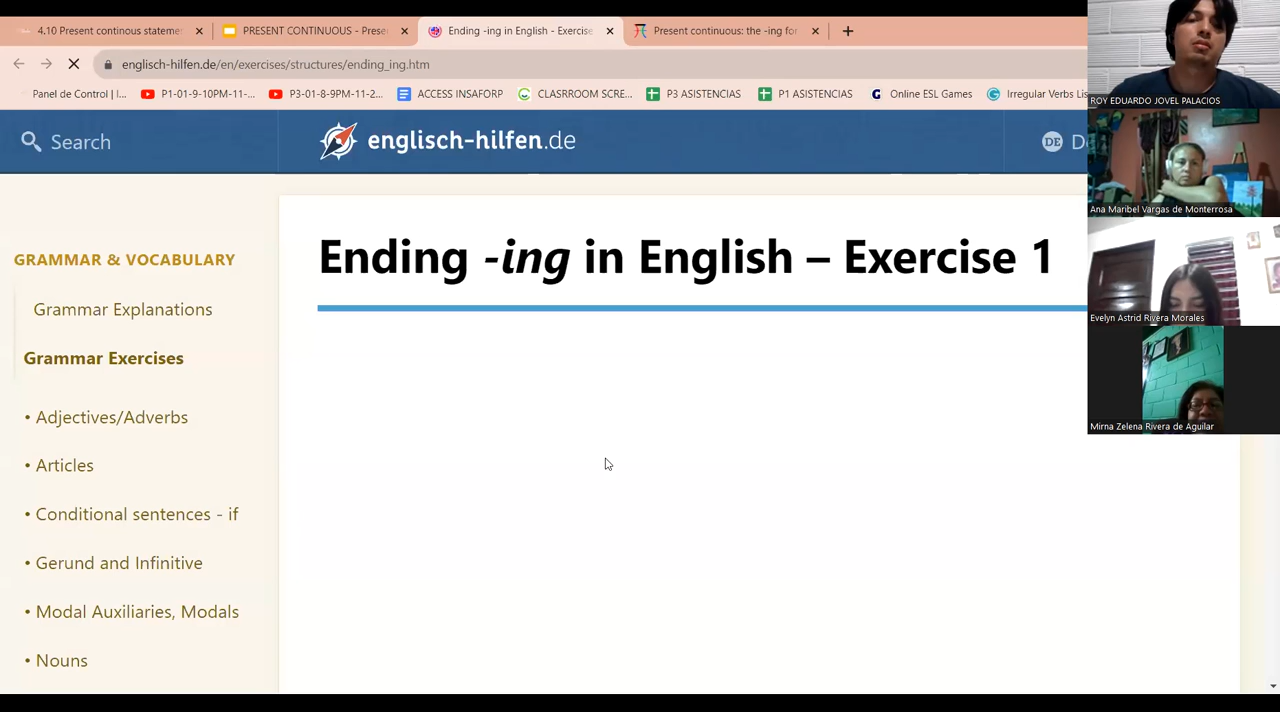 4.10 Present continous stateme
PRESENT CONTINUOUS - Prese
Ending -ing in English - Exercise
Present continuous: the -ing for
englisch-hilfen.de/en/exercises/structures/ending_ing.htm
Panel de Control | I...
P1-01-9-10PM-11-...
P3-01-8-9PM-11-2...
ACCESS INSAFORP
CLASSROOM SCRE...
P3 ASISTENCIAS
P1 ASISTENCIAS
Online ESL Games
Irregular Verbs Lis
Search
englisch-hilfen.de
DE
GRAMMAR & VOCABULARY
Grammar Explanations
Grammar Exercises
• Adjectives/Adverbs
• Articles
• Conditional sentences - if
• Gerund and Infinitive
• Modal Auxiliaries, Modals
• Nouns
Ending -ing in English – Exercise 1
ROY EDUARDO JOVEL PALACIOS
Ana Maribel Vargas de Monterrosa
Evelyn Astrid Rivera Morales
Mirna Zelena Rivera de Aguilar